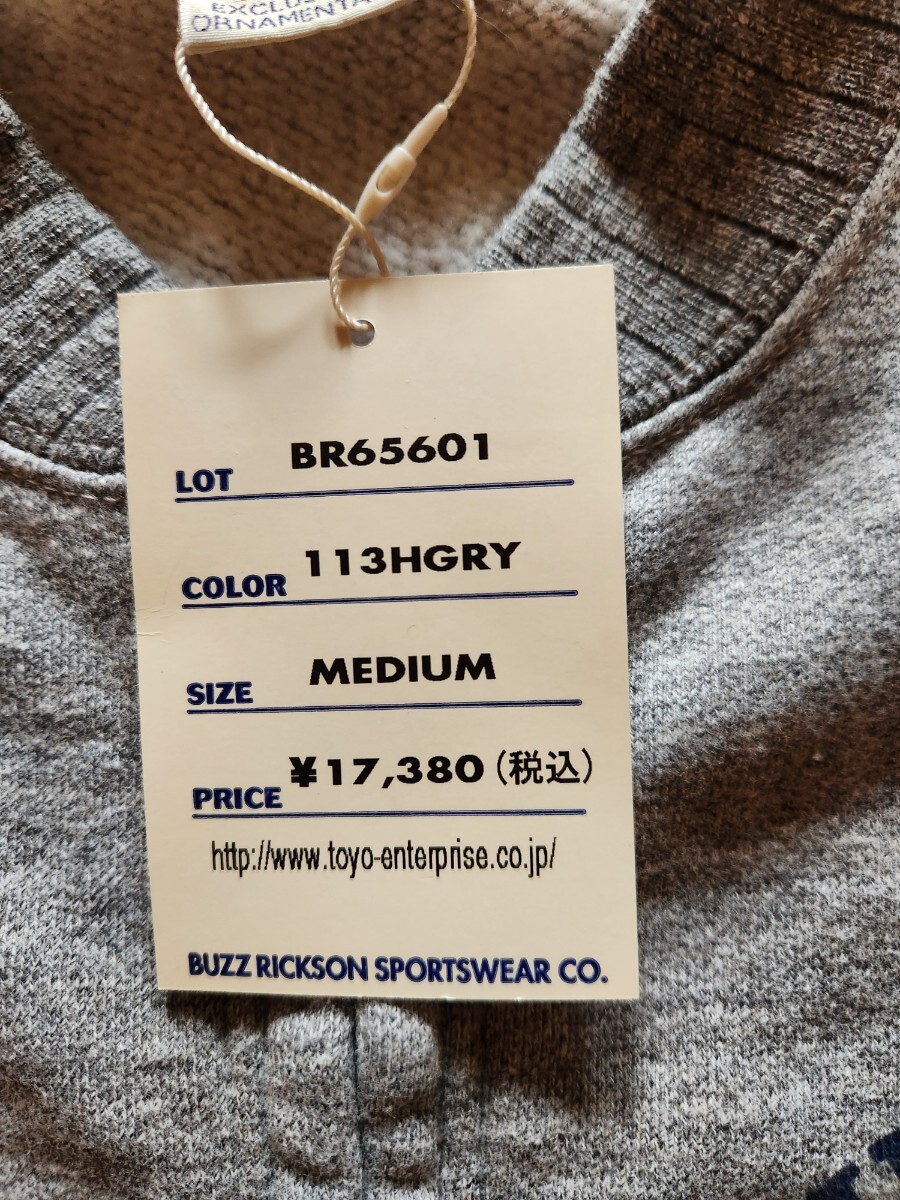 ORNAMENTA
LOT BR65601
COLOR 113HGRY
SIZE MEDIUM
PRICE ¥17,380(税込)
http://www.toyo-enterprise.co.jp/
BUZZ RICKSON SPORTSWEAR CO.